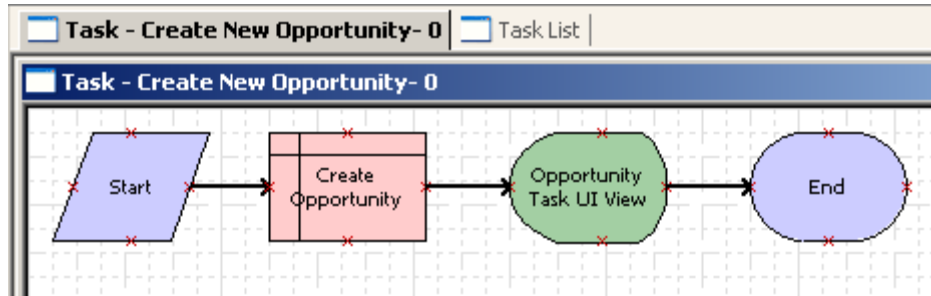 Task - Create New Opportunity- 0
Task List
Task - Create New Opportunity- 0
Start
Create
Opportunity
Opportunity
Task UI View
End